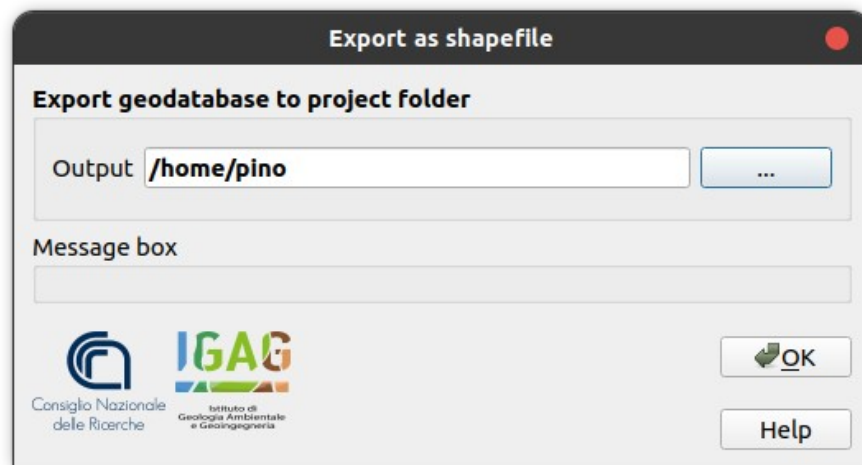 Export as shapefile
Export geodatabase to project folder
Output /home/pino ...
Message box
IGAG
Consiglio Nazionale
delle Ricerche
Istituto di
Geologia Ambientale
e Geoingegneria
OK
Help